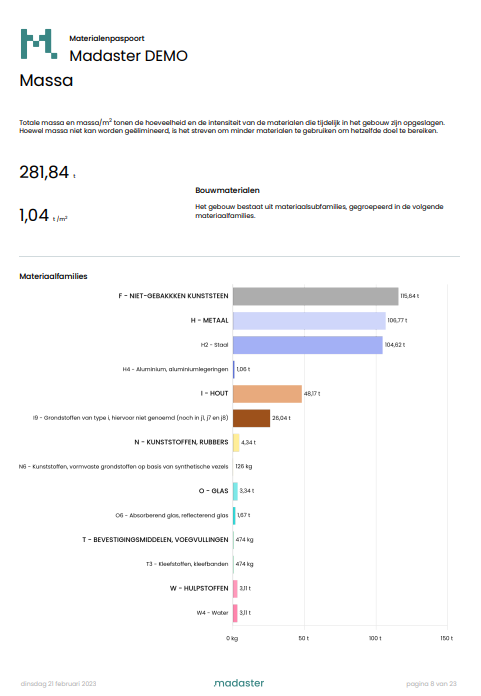 Materialenpaspoort
Madaster DEMO
Massa
Totale massa en massa/m² tonen de hoeveelheid en de intensiteit van de materialen die tijdelijk in het gebouw zijn opgeslagen.
Hoewel massa niet kan worden geëlimineerd, is het streven om minder materialen te gebruiken om hetzelfde doel te bereiken.
281,84 t
1,04 t /m²
Bouwmaterialen
Het gebouw bestaat uit materiaalsubfamilies, gegroepeerd in de volgende
materiaalfamilies.
Materiaalfamilies
F - NIET-GEBAKKKEN KUNSTSTEEN 115,64 t
H - METAAL 106,77 t
H2 - Staal 104,62 t
H4 - Aluminium, aluminiumlegeringen 1,06 t
I - HOUT 48,17 t
I9 - Grondstoffen van type i, hiervoor niet genoemd (noch in j1, j7 en j8) 26,04 t
N - KUNSTSTOFFEN, RUBBERS 4,34 t
N6 - Kunststoffen, vormvaste grondstoffen op basis van synthetische vezels 126 kg
O - GLAS 3,34 t
O6 - Absorberend glas, reflecterend glas 1,67 t
T - BEVESTIGINGSMIDDELEN, VOEGVULLINGEN 474 kg
T3 - Kleefstoffen, kleefbanden 474 kg
W - HULPSTOFFEN 3,11 t
W4 - Water 3,11 t
0 kg 50 t 100 t 150 t
dinsdag 21 februari 2023 madaster pagina 8 van 23